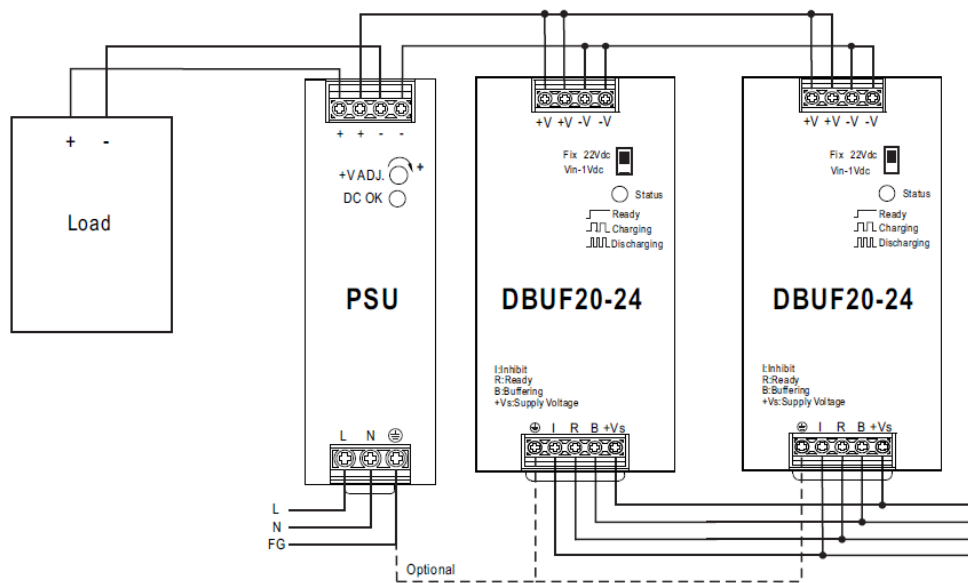 + -
Load
+ + - -
+V ADJ. +
DC OK
PSU
L N
L
N
FG
Optional
+V +V -V -V
Fix 22Vdc
Vin-1Vdc
Status
Ready
Charging
Discharging
DBUF20-24
I:Inhibit
R:Ready
B:Buffering
+Vs:Supply Voltage
I R B +Vs
+V +V -V -V
Fix 22Vdc
Vin-1Vdc
Status
Ready
Charging
Discharging
DBUF20-24
I:Inhibit
R:Ready
B:Buffering
+Vs:Supply Voltage
I R B +Vs